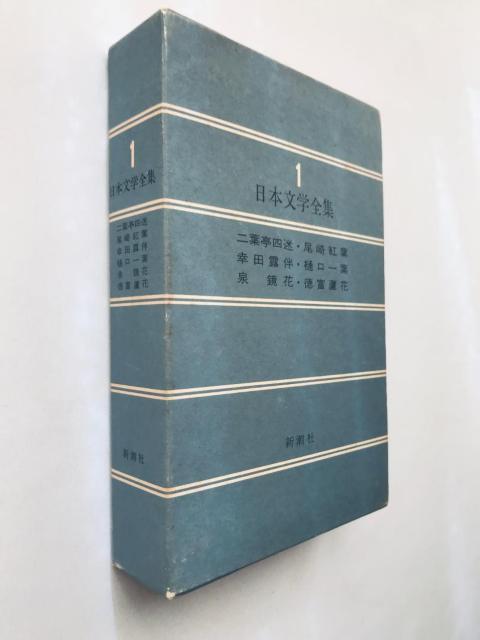 1
日本文学全集
二葉亭四迷
尾崎紅葉
幸田露伴
樋口一葉
泉鏡花
徳富蘆花
新潮社
1
日本文学全集
二葉亭四迷・尾崎紅葉
幸田露伴・樋口一葉
泉鏡花・徳富蘆花
新潮社